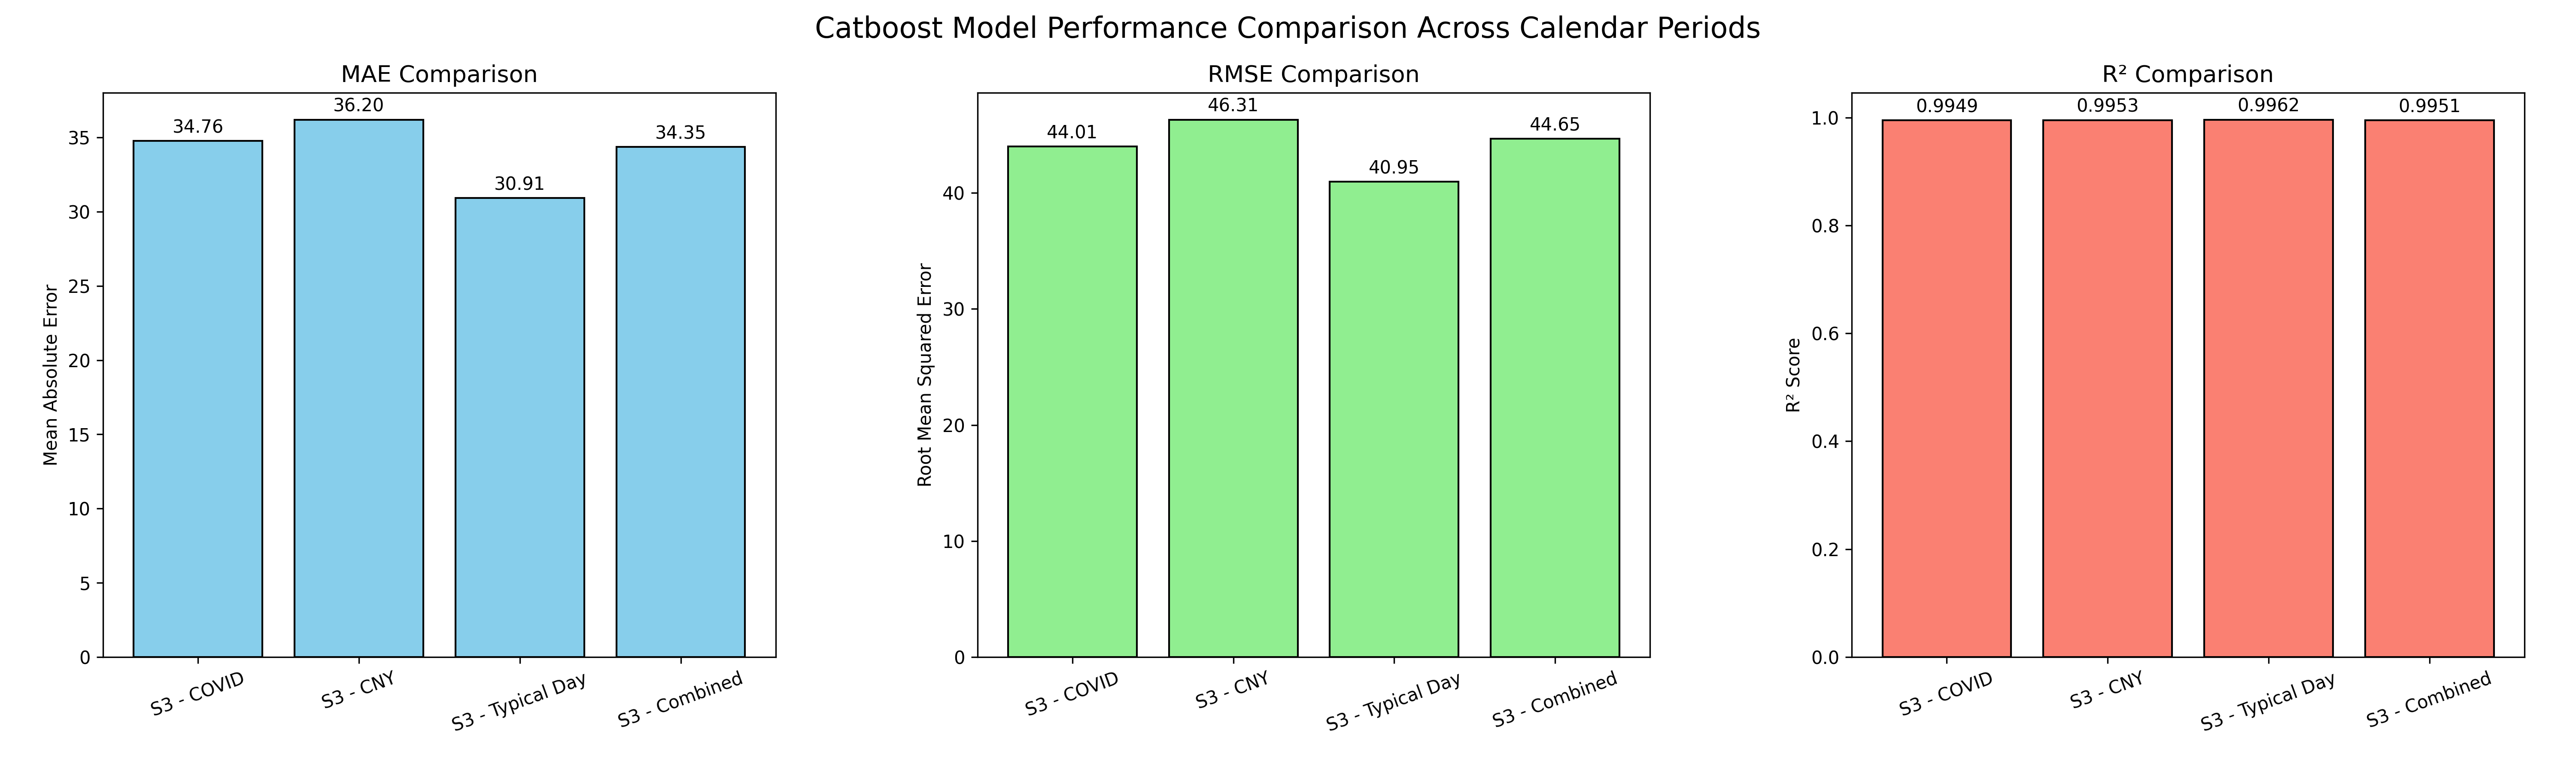 Catboost Model Performance Comparison Across Calendar Periods
MAE Comparison
Mean Absolute Error
35
30
25
20
15
10
5
0
34.76
36.20
30.91
34.35
S3 - COVID
S3 - CNY
S3 - Typical Day
S3 - Combined
RMSE Comparison
Root Mean Squared Error
40
30
20
10
0
44.01
46.31
40.95
44.65
S3 - COVID
S3 - CNY
S3 - Typical Day
S3 - Combined
R² Comparison
R² Score
1.0
0.8
0.6
0.4
0.2
0.0
0.9949
0.9953
0.9962
0.9951
S3 - COVID
S3 - CNY
S3 - Typical Day
S3 - Combined